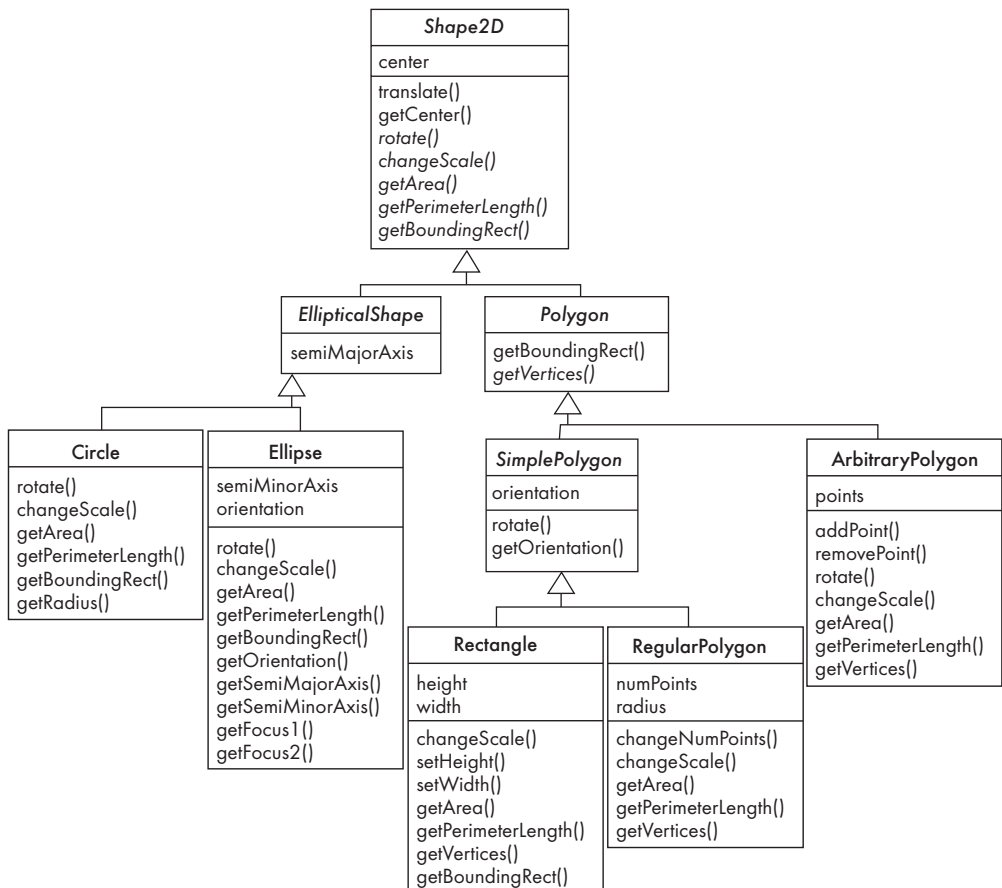 Shape2D
center
translate()
getCenter()
rotate()
changeScale()
getArea()
getPerimeterLength()
getBoundingRect()
EllipticalShape
semiMajorAxis
Polygon
getBoundingRect()
getVertices()
Circle
rotate()
changeScale()
getArea()
getPerimeterLength()
getBoundingRect()
getRadius()
Ellipse
semiMinorAxis
orientation
rotate()
changeScale()
getArea()
getPerimeterLength()
getBoundingRect()
getOrientation()
getSemiMajorAxis()
getSemiMinorAxis()
getFocus1()
getFocus2()
SimplePolygon
orientation
rotate()
getOrientation()
ArbitraryPolygon
points
addPoint()
removePoint()
rotate()
changeScale()
getArea()
getPerimeterLength()
getVertices()
Rectangle
height
width
changeScale()
setHeight()
setWidth()
getArea()
getPerimeterLength()
getVertices()
getBoundingRect()
RegularPolygon
numPoints
radius
changeNumPoints()
changeScale()
getArea()
getPerimeterLength()
getVertices()